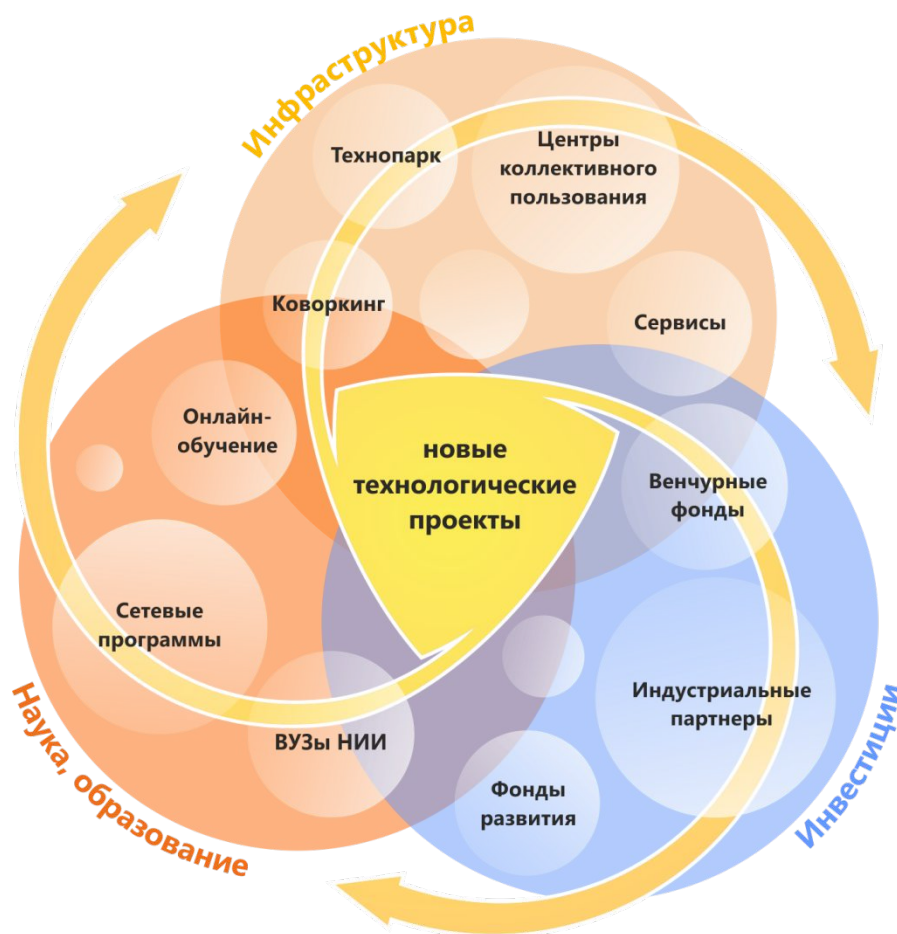 Инфраструктура
Технопарк
Центры
коллективного
пользования
Коворкинг
Сервисы
Онлайн-
обучение
новые
технологические
проекты
Венчурные
фонды
Сетевые
программы
Индустриальные
партнеры
ВУЗы НИИ
Фонды
развития
Наука, образование
Инвестиции